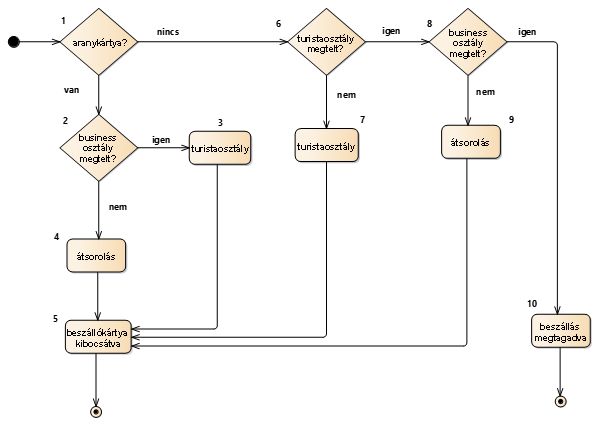 1
aranykártya?
nincs
van
2
business
osztály
megtelt?
igen
3
turistaosztály
nem
4
átsorolás
5
beszállókártya
kibocsátva
6
turistaosztály
megtelt?
igen
nem
7
turistaosztály
8
business
osztály
megtelt?
igen
nem
9
átsorolás
10
beszállás
megtagadva